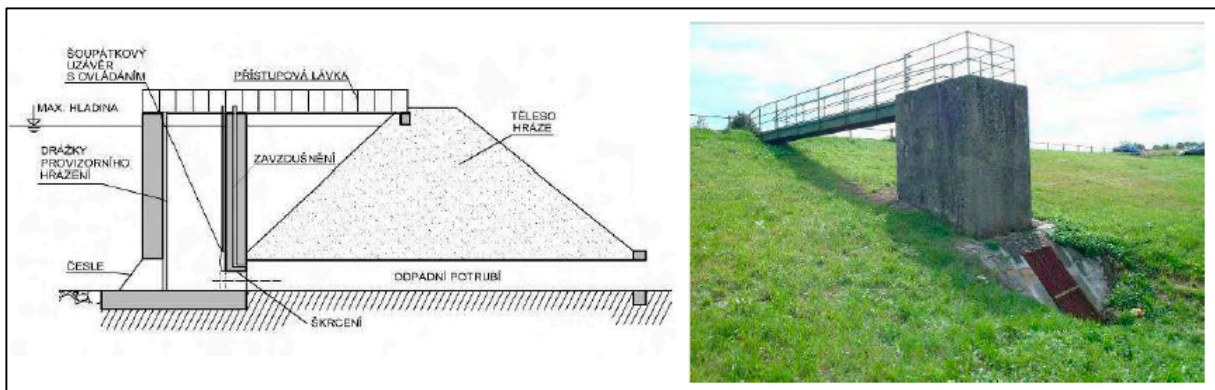 ŠOUPÁTKOVÝ
UZÁVĚR
S OVLÁDÁNÍM
PŘÍSTUPOVÁ LÁVKA
MAX. HLADINA
TĚLESO
HRÁZE
DRÁŽKY
PROVIZORNÍHO
HRAZENÍ
ZAVZDUŠNĚNÍ
ČESLE
ODPADNÍ POTRUBÍ
ŠKRCENÍ